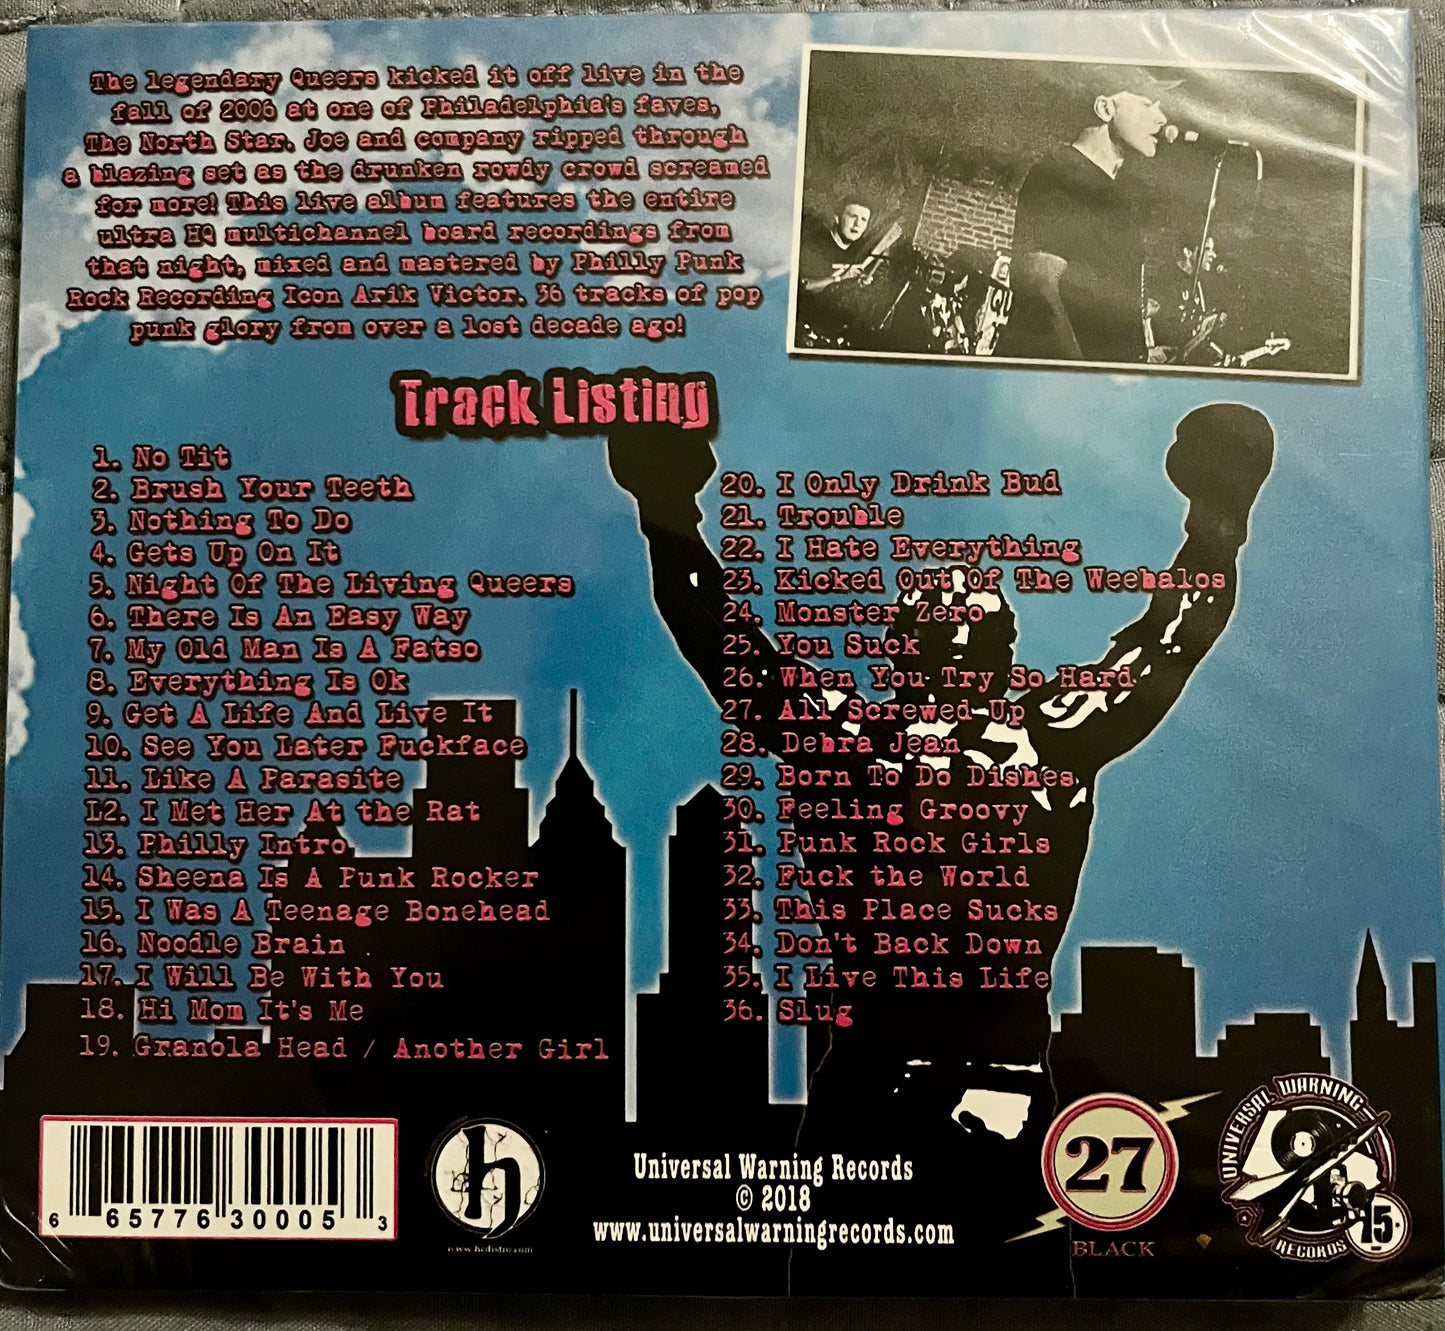 The legendary Queers kicked it off live in the
fall of 2006 at one of Philadelphia's faves,
The North Star. Joe and company ripped through
a blazing set as the drunken rowdy crowd screamed
for more! This live album features the entire
ultra HQ multichannel board recordings from
that night, mixed and mastered by Philly Punk
Rock Recording Icon Arik Victor. 36 tracks of pop
punk glory from over a lost decade ago!
Track Listing
1. No Tit
2. Brush Your Teeth
3. Nothing To Do
4. Gets Up On It
5. Night Of The Living Queers
6. There Is An Easy Way
7. My Old Man Is A Fatso
8. Everything Is Ok
9. Get A Life And Live It
10. See You Later Fuckface
11. Like A Parasite
L2. I Met Her At the Rat
13. Philly Intro
14. Sheena Is A Punk Rocker
15. I Was A Teenage Bonehead
16. Noodle Brain
17. I Will Be With You
18. Hi Mom It's Me
19. Granola Head / Another Girl
20. I Only Drink Bud
21. Trouble
22. I Hate Everything
23. Kicked Out Of The Weebalos
24. Monster Zero
25. You Suck
26. When You Try So Hard
27. All Screwed Up
28. Debra Jean
29. Born To Do Dishes
30. Feeling Groovy
31. Punk Rock Girls
32. Fuck the World
33. This Place Sucks
34. Don't Back Down
35. I Live This Life
36. Slug
6 65776 30005 3
h
www.hcdistro.com
Universal Warning Records
© 2018
www.universalwarningrecords.com
27
BLACK
UNIVERSAL WARNING
RECORDS
15